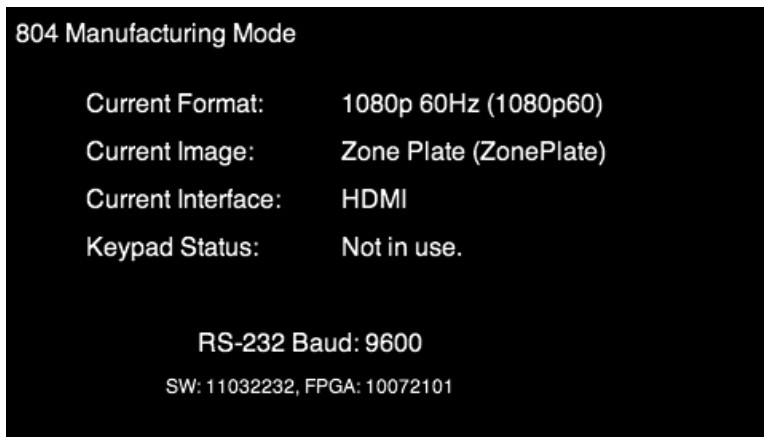 804 Manufacturing Mode
Current Format: 1080p 60Hz (1080p60)
Current Image: Zone Plate (ZonePlate)
Current Interface: HDMI
Keypad Status: Not in use.
RS-232 Baud: 9600
SW: 11032232, FPGA: 10072101